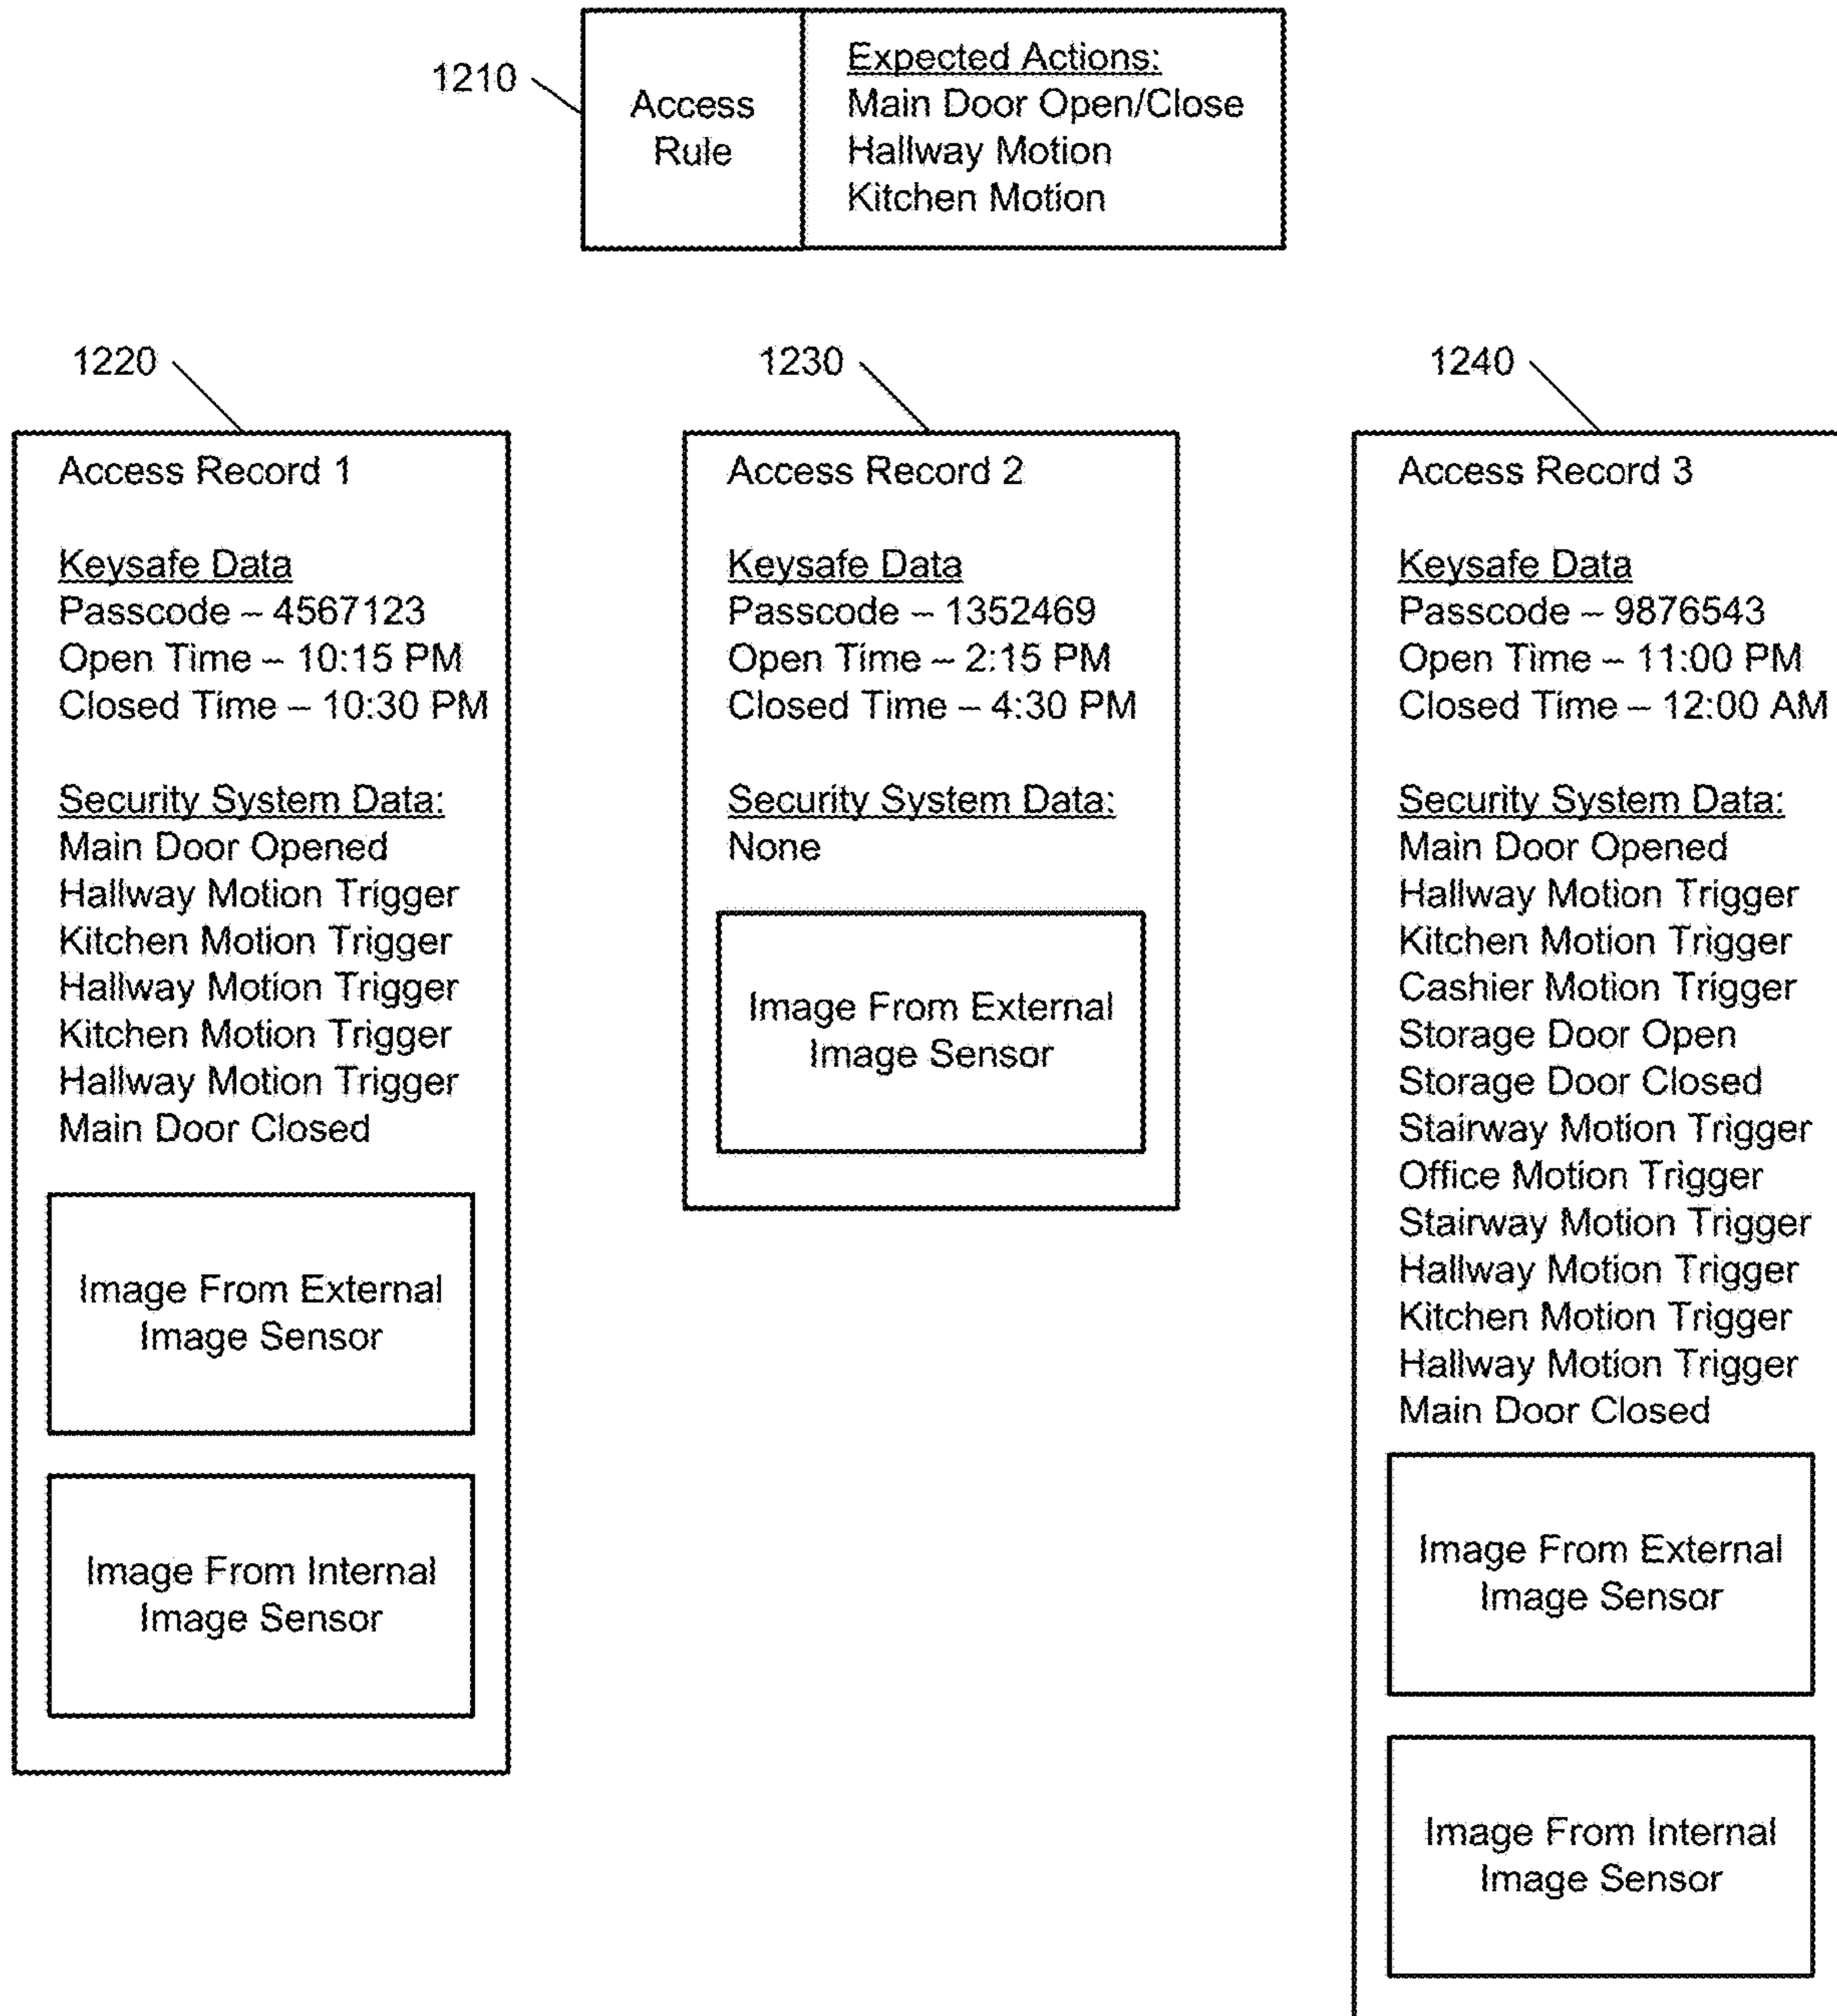 1210
Access
Rule
Expected Actions:
Main Door Open/Close
Hallway Motion
Kitchen Motion
1220
Access Record 1
Keysafe Data
Passcode – 4567123
Open Time – 10:15 PM
Closed Time – 10:30 PM
Security System Data:
Main Door Opened
Hallway Motion Trigger
Kitchen Motion Trigger
Hallway Motion Trigger
Kitchen Motion Trigger
Hallway Motion Trigger
Main Door Closed
Image From External
Image Sensor
Image From Internal
Image Sensor
1230
Access Record 2
Keysafe Data
Passcode – 1352469
Open Time – 2:15 PM
Closed Time – 4:30 PM
Security System Data:
None
Image From External
Image Sensor
1240
Access Record 3
Keysafe Data
Passcode – 9876543
Open Time – 11:00 PM
Closed Time – 12:00 AM
Security System Data:
Main Door Opened
Hallway Motion Trigger
Kitchen Motion Trigger
Cashier Motion Trigger
Storage Door Open
Storage Door Closed
Stairway Motion Trigger
Office Motion Trigger
Stairway Motion Trigger
Hallway Motion Trigger
Kitchen Motion Trigger
Hallway Motion Trigger
Main Door Closed
Image From External
Image Sensor
Image From Internal
Image Sensor